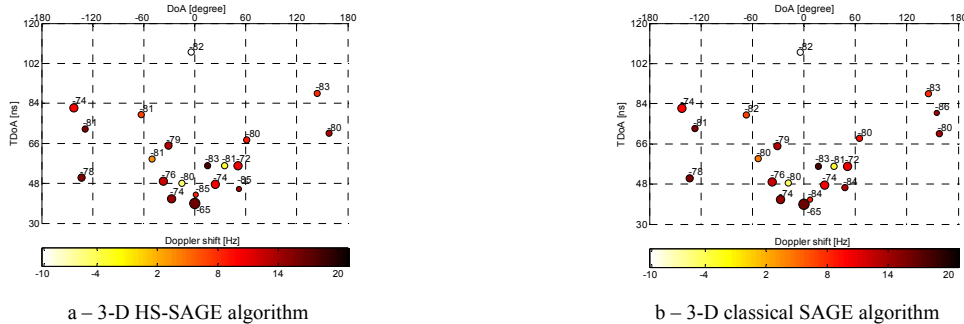 DoA [degree]
-180 -120 -60 0 60 120 180
120
-82
102
-83
84
-74
-81
-81
-80
TDoA [ns]
66
-79
-80
-81
-83 -81 -72
-78
48
-76 -80 -74
-85
-74 -85
-65
30
Doppler shift [Hz]
-10 -4 2 8 14 20
a – 3-D HS-SAGE algorithm
DoA [degree]
-180 -120 -60 0 60 120 180
120
-82
102
-83
84
-74
-86
-82
-81
-80
TDoA [ns]
66
-79
-80
-80
-83 -81 -72
-78
48
-76 -80 -74
-84
-74 -84
-65
30
Doppler shift [Hz]
-10 -4 2 8 14 20
b – 3-D classical SAGE algorithm